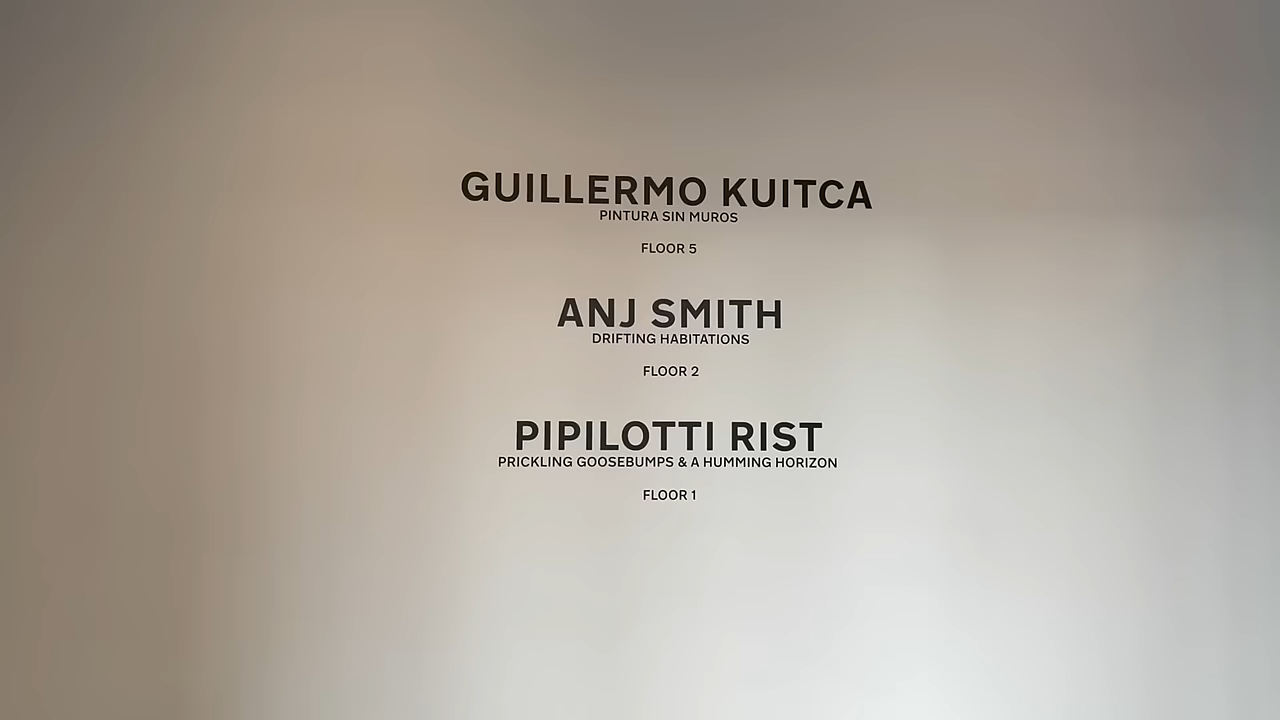 GUILLERMO KUITCA
PINTURA SIN MUROS
FLOOR 5
ANJ SMITH
DRIFTING HABITATIONS
FLOOR 2
PIPILOTTI RIST
PRICKLING GOOSEBUMPS & A HUMMING HORIZON
FLOOR 1